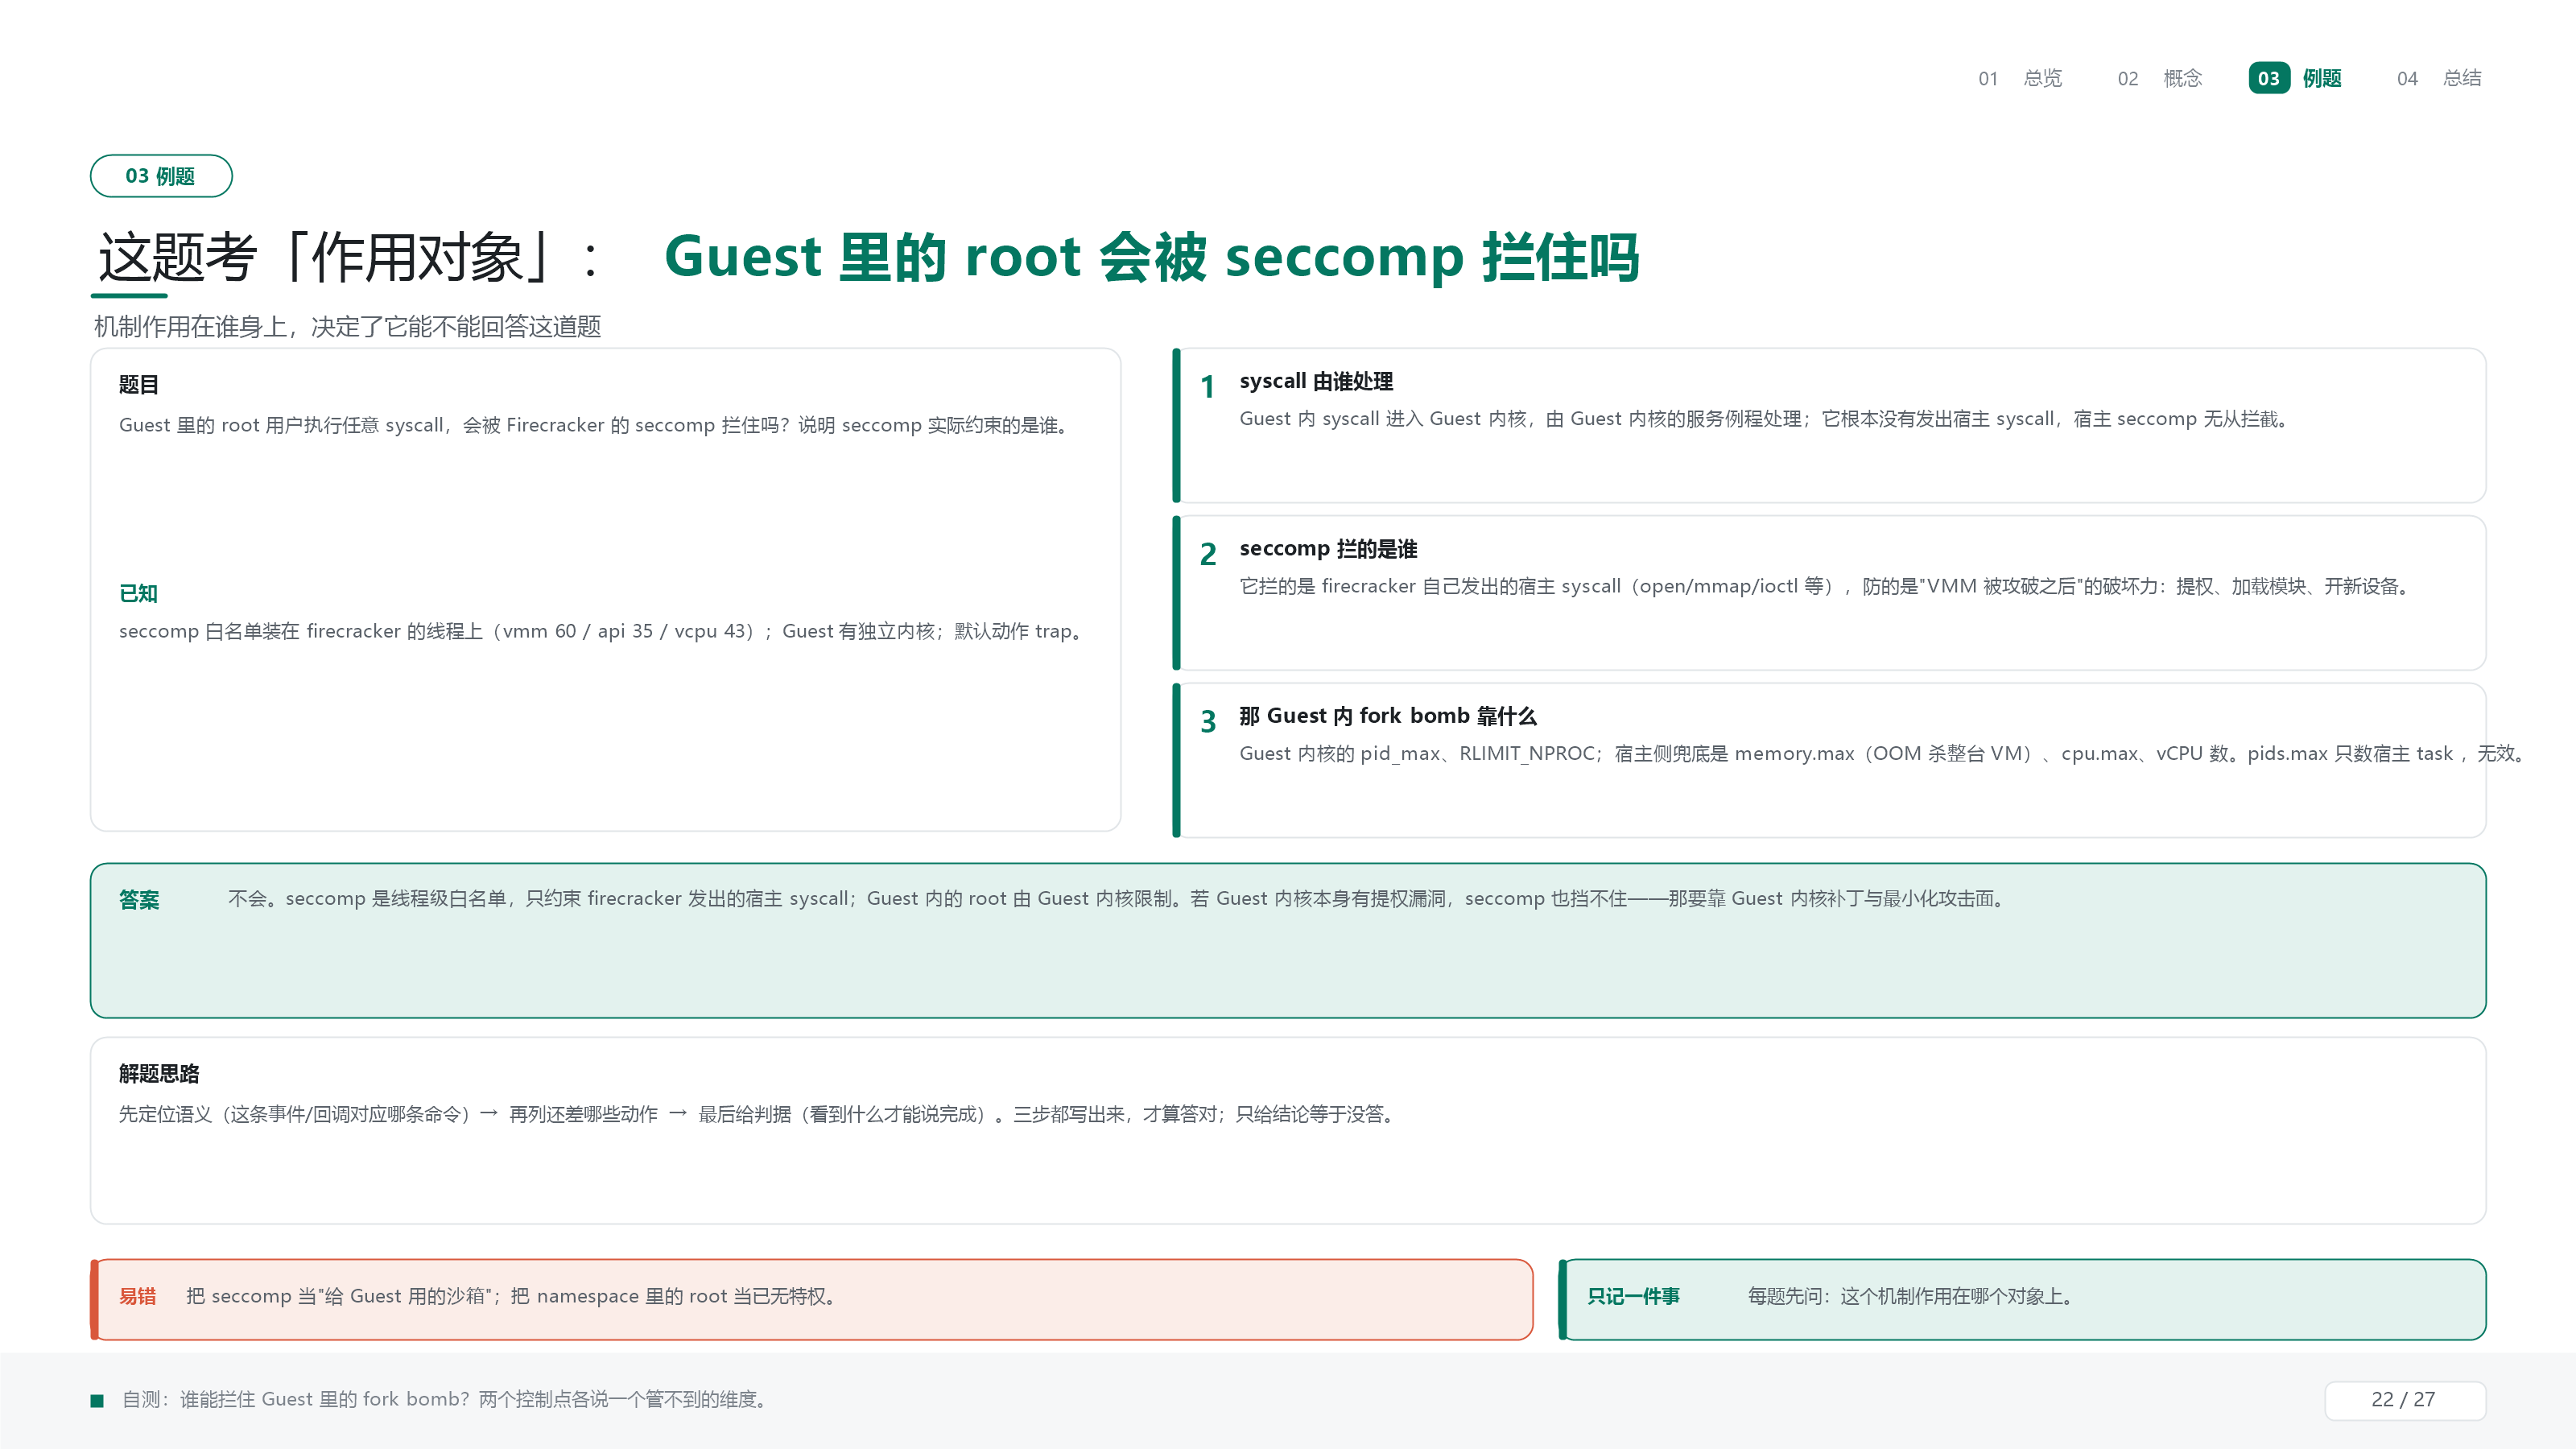 01 总览 02 概念 03 例题 04 总结
03 例题
这题考「作用对象」： Guest 里的 root 会被 seccomp 拦住吗
机制作用在谁身上，决定了它能不能回答这道题
题目
Guest 里的 root 用户执行任意 syscall，会被 Firecracker 的 seccomp 拦住吗？说明 seccomp 实际约束的是谁。
已知
seccomp 白名单装在 firecracker 的线程上（vmm 60 / api 35 / vcpu 43）；Guest 有独立内核；默认动作 trap。
1 syscall 由谁处理
Guest 内 syscall 进入 Guest 内核，由 Guest 内核的服务例程处理；它根本没有发出宿主 syscall，宿主 seccomp 无从拦截。
2 seccomp 拦的是谁
它拦的是 firecracker 自己发出的宿主 syscall（open/mmap/ioctl 等），防的是"VMM 被攻破之后"的破坏力：提权、加载模块、开新设备。
3 那 Guest 内 fork bomb 靠什么
Guest 内核的 pid_max、RLIMIT_NPROC；宿主侧兜底是 memory.max（OOM 杀整台 VM）、cpu.max、vCPU 数。pids.max 只数宿主 task ，无效。
答案 不会。seccomp 是线程级白名单，只约束 firecracker 发出的宿主 syscall；Guest 内的 root 由 Guest 内核限制。若 Guest 内核本身有提权漏洞，seccomp 也挡不住——那要靠 Guest 内核补丁与最小化攻击面。
解题思路
先定位语义（这条事件/回调对应哪条命令）→ 再列还差哪些动作 → 最后给判据（看到什么才能说完成）。三步都写出来，才算答对；只给结论等于没答。
易错 把 seccomp 当"给 Guest 用的沙箱"；把 namespace 里的 root 当已无特权。
只记一件事 每题先问：这个机制作用在哪个对象上。
自测：谁能拦住 Guest 里的 fork bomb？两个控制点各说一个管不到的维度。
22 / 27